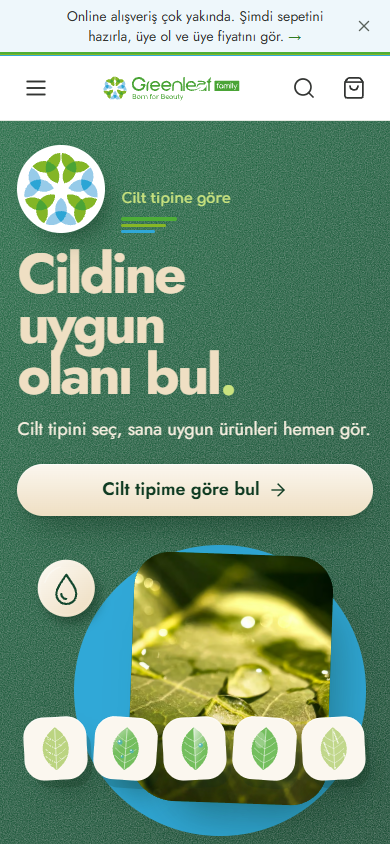 Online alışveriş çok yakında. Şimdi sepetini
hazırla, üye ol ve üye fiyatını gör. →
Greenleaf family
Born for Beauty
Cilt tipine göre
Cildine
uygun
olanı bul.
Cilt tipini seç, sana uygun ürünleri hemen gör.
Cilt tipime göre bul →